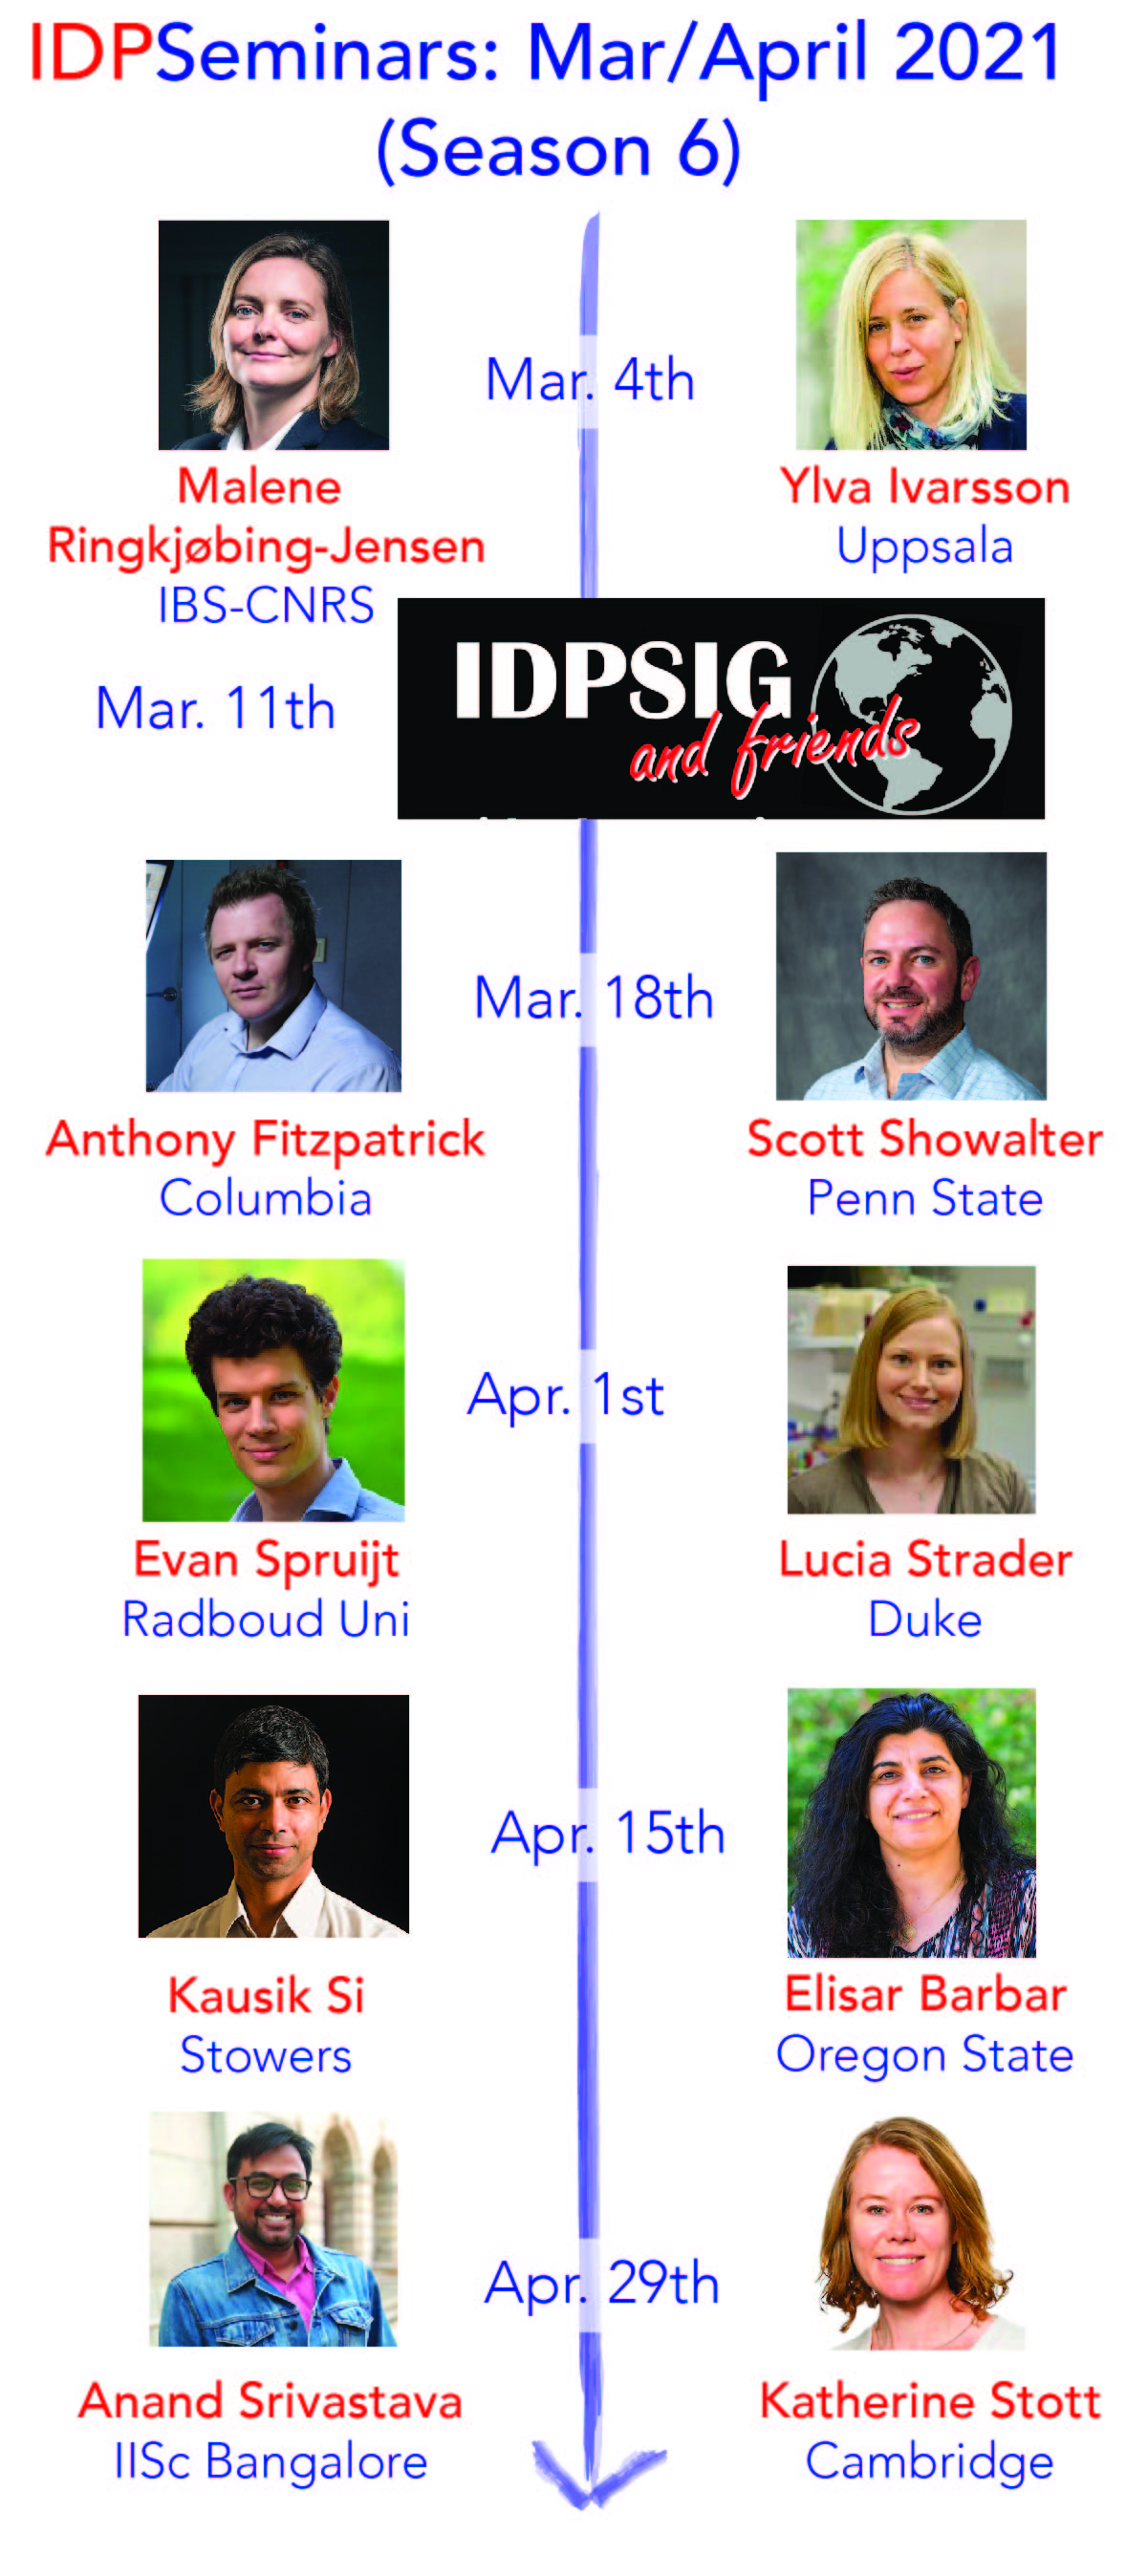 IDPSeminars: Mar/April 2021
(Season 6)
Mar. 4th
Malene
Ringkjøbing-Jensen
IBS-CNRS
Ylva Ivarsson
Uppsala
Mar. 11th
IDPSIG
and friends
Mar. 18th
Anthony Fitzpatrick
Columbia
Scott Showalter
Penn State
Apr. 1st
Evan Spruijt
Radboud Uni
Lucia Strader
Duke
Apr. 15th
Kausik Si
Stowers
Elisar Barbar
Oregon State
Apr. 29th
Anand Srivastava
IISc Bangalore
Katherine Stott
Cambridge